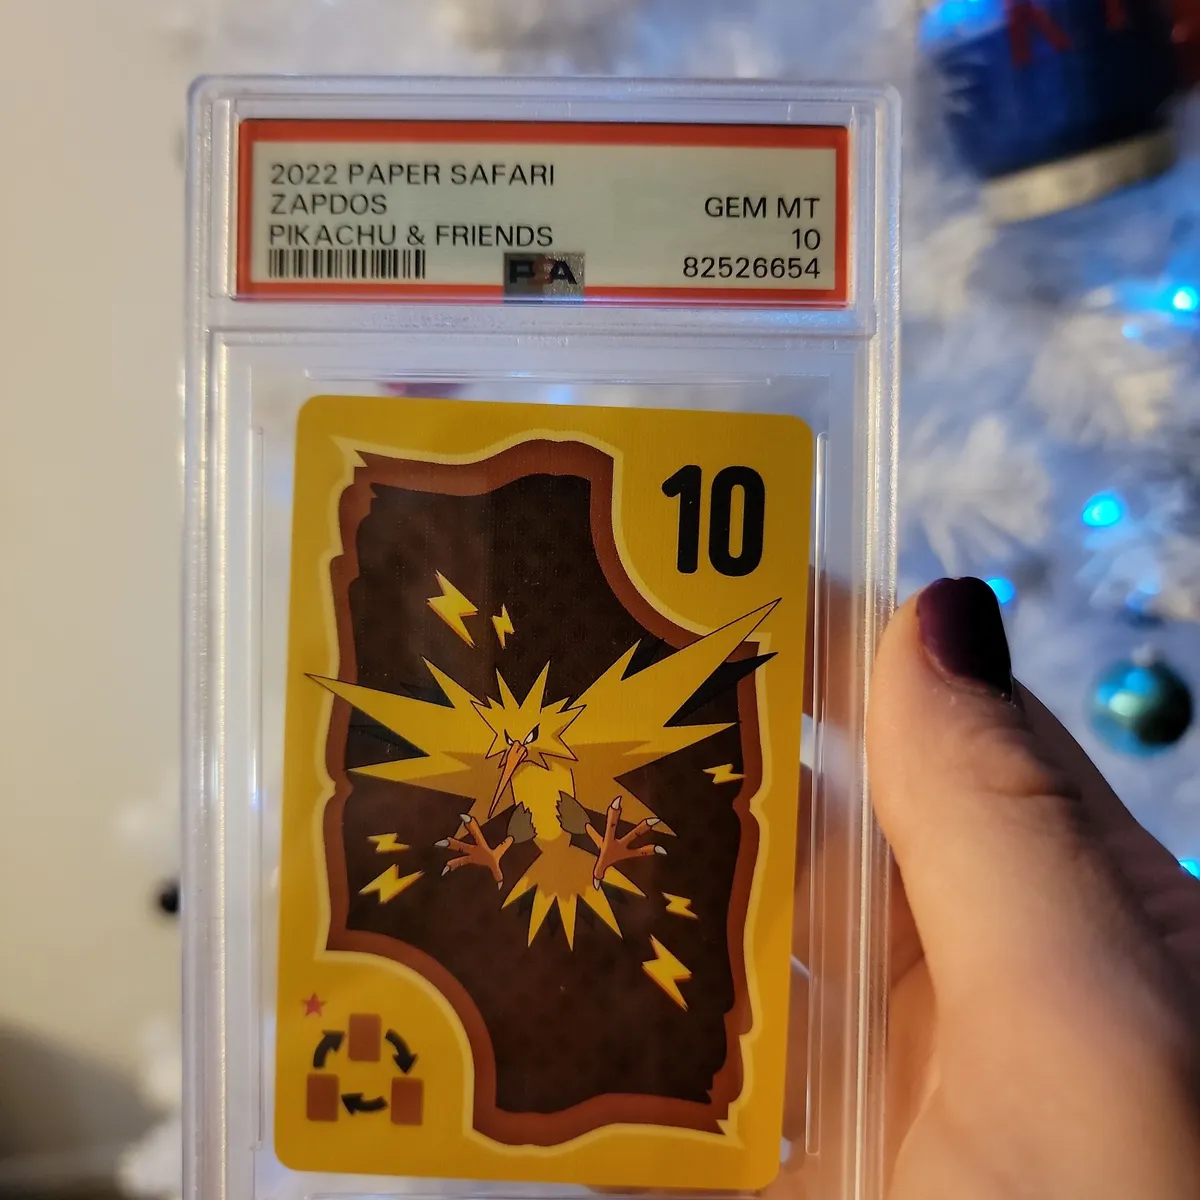 2022 PAPER SAFARI
ZAPDOS
GEM MT
PIKACHU & FRIENDS
10
PSA
82526654
10